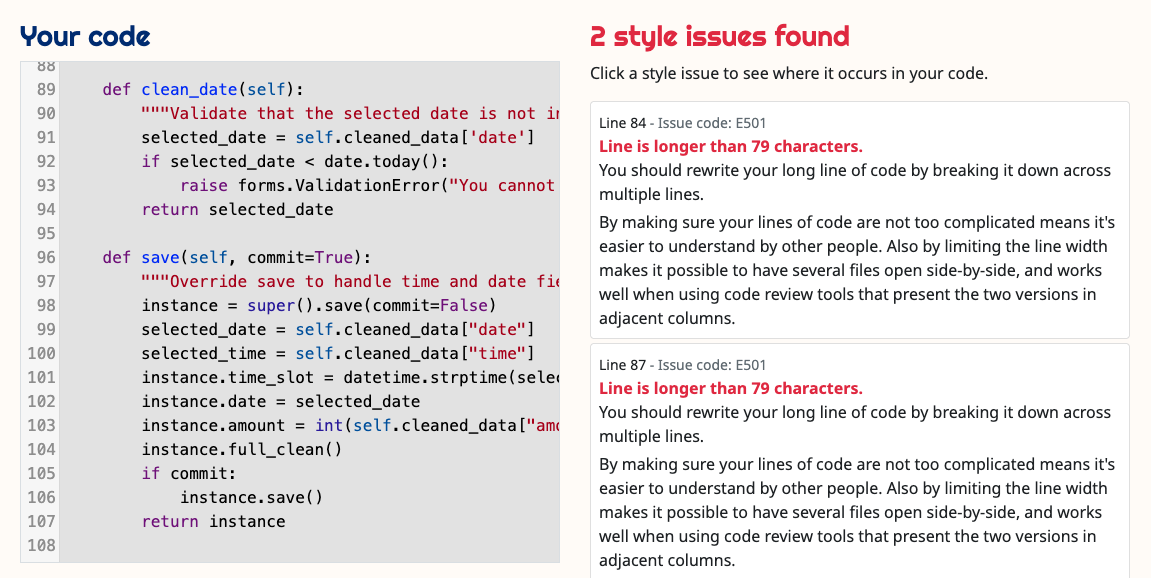 Your code
88
89 def clean_date(self):
90 """Validate that the selected date is not in
91 selected_date = self.cleaned_data['date']
92 if selected_date < date.today():
93 raise forms.ValidationError("You cannot
94 return selected_date
95
96 def save(self, commit=True):
97 """Override save to handle time and date fie
98 instance = super().save(commit=False)
99 selected_date = self.cleaned_data["date"]
100 selected_time = self.cleaned_data["time"]
101 instance.time_slot = datetime.strptime(selec
102 instance.date = selected_date
103 instance.amount = int(self.cleaned_data["amo
104 instance.full_clean()
105 if commit:
106 instance.save()
107 return instance
108
2 style issues found
Click a style issue to see where it occurs in your code.
Line 84 - Issue code: E501
Line is longer than 79 characters.
You should rewrite your long line of code by breaking it down across
multiple lines.
By making sure your lines of code are not too complicated means it's
easier to understand by other people. Also by limiting the line width
makes it possible to have several files open side-by-side, and works
well when using code review tools that present the two versions in
adjacent columns.
Line 87 - Issue code: E501
Line is longer than 79 characters.
You should rewrite your long line of code by breaking it down across
multiple lines.
By making sure your lines of code are not too complicated means it's
easier to understand by other people. Also by limiting the line width
makes it possible to have several files open side-by-side, and works
well when using code review tools that present the two versions in
adjacent columns.